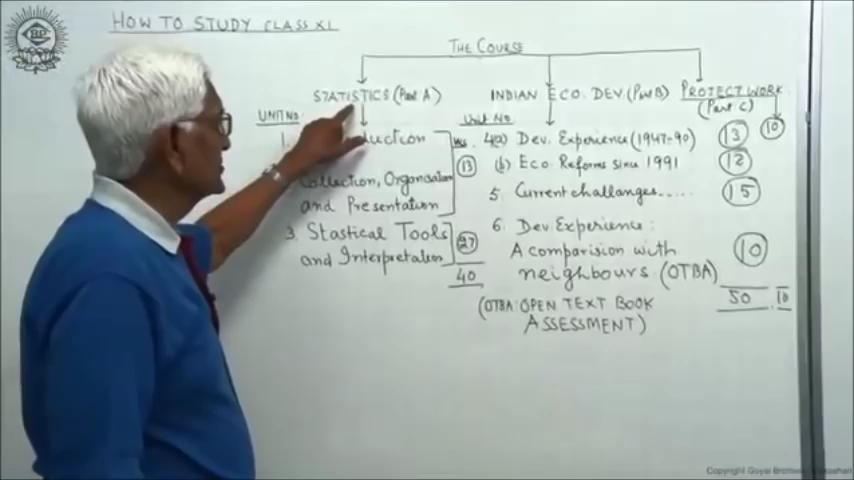 HOW TO STUDY CLASS XI
THE COURSE
STATISTICS (Part A)
UNIT NO.
1.
Collection, Organisation
and Presentation
13
3. Stastical Tools
and Interpretation
27
40
INDIAN ECO. DEV. (Part B)
Unit No.
4(a) Dev. Experience (1947-90) 13
(b) Eco. Reforms since 1991 12
5. Current challanges...... 15
6. Dev. Experience:
A comparision with
neighbours (OTBA) 10
50 10
(OTBA: OPEN TEXT BOOK
ASSESSMENT)
PROJECT WORK
(Part C)
10
Copyright Goyal Brothers